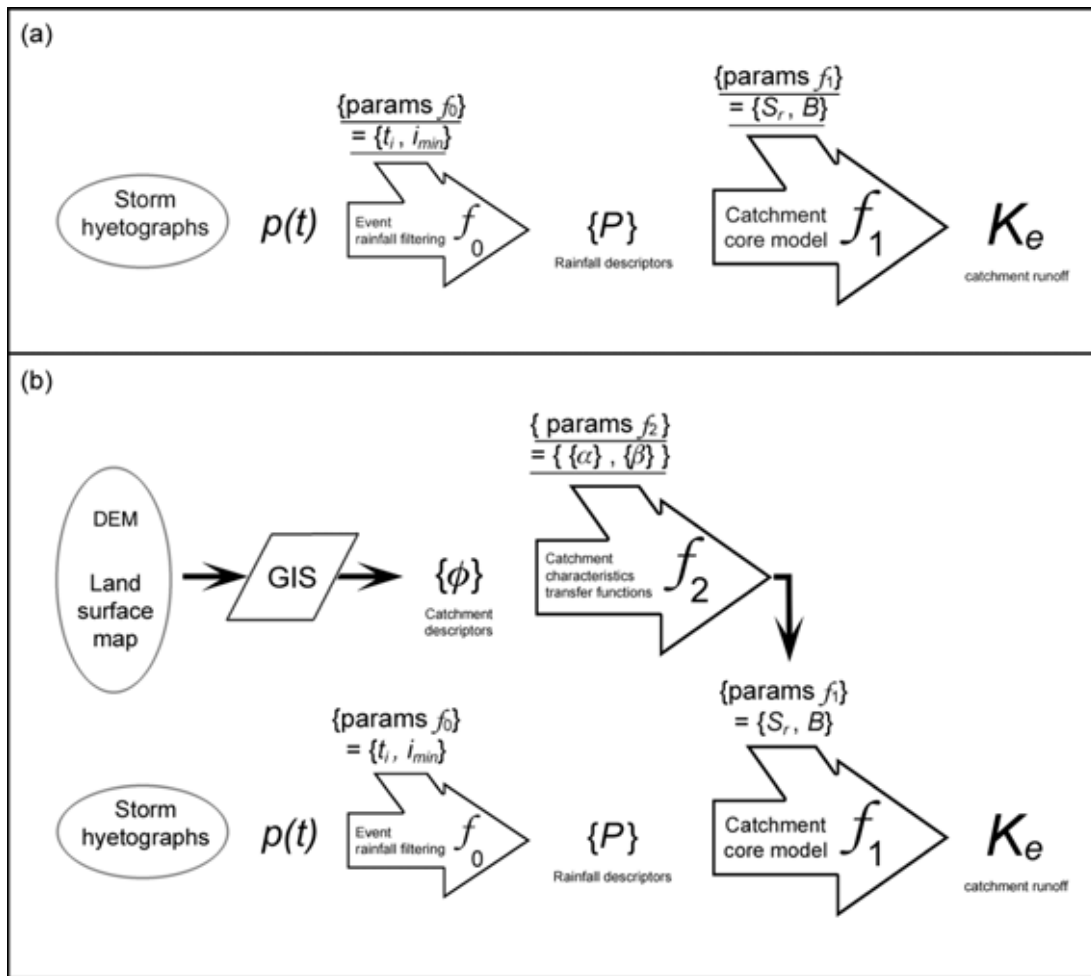 (a)
{params f₀}
= {tᵢ, i_min}
{params f₁}
= {Sᵣ, B}
Storm
hyetographs
p(t)
Event
rainfall filtering
f₀
{P}
Rainfall descriptors
Catchment
core model
f₁
Kₑ
catchment runoff
(b)
{ params f₂}
= { {α} , {β} }
DEM
Land
surface
map
GIS
{ϕ}
Catchment
descriptors
Catchment
characteristics
transfer functions
f₂
{params f₀}
= {tᵢ, i_min}
{params f₁}
= {Sᵣ, B}
Storm
hyetographs
p(t)
Event
rainfall filtering
f₀
{P}
Rainfall descriptors
Catchment
core model
f₁
Kₑ
catchment runoff